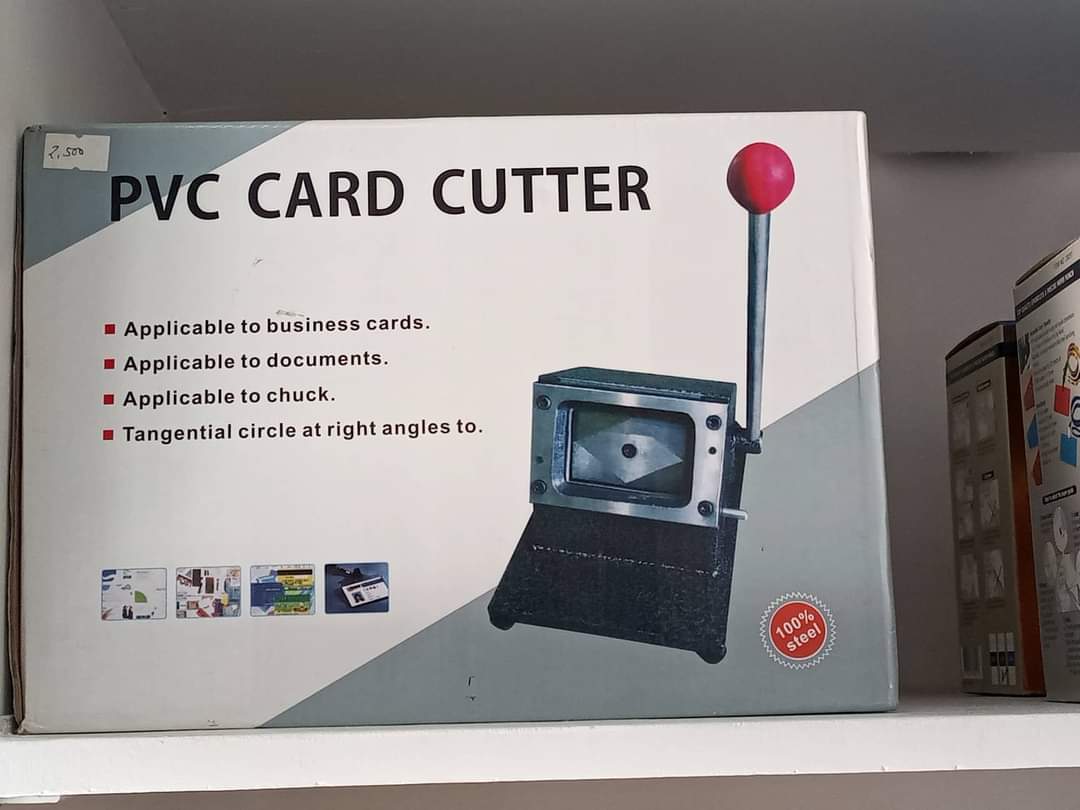 2,500
PVC CARD CUTTER
Applicable to business cards.
Applicable to documents.
Applicable to chuck.
Tangential circle at right angles to.
100%
steel